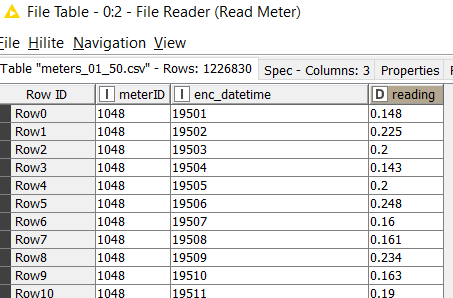 File Table - 0:2 - File Reader (Read Meter)
File Hilite Navigation View
Table "meters_01_50.csv" - Rows: 1226830 Spec - Columns: 3 Properties
Row ID I meterID I enc_datetime D reading
Row0 1048 19501 0.148
Row1 1048 19502 0.225
Row2 1048 19503 0.2
Row3 1048 19504 0.143
Row4 1048 19505 0.2
Row5 1048 19506 0.248
Row6 1048 19507 0.16
Row7 1048 19508 0.161
Row8 1048 19509 0.234
Row9 1048 19510 0.163
Row10 1048 19511 0.19